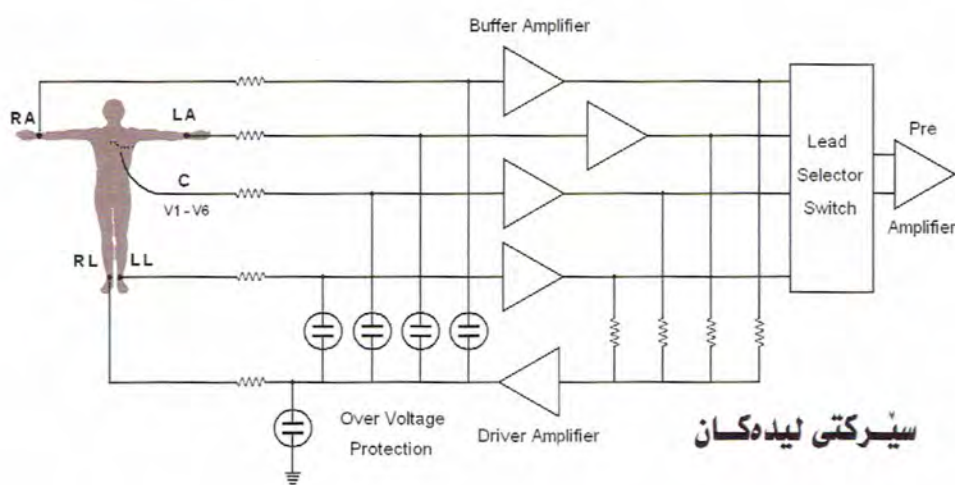 Buffer Amplifier
RA
LA
C
V1 - V6
RL LL
Lead
Selector
Switch
Pre
Amplifier
Over Voltage
Protection
Driver Amplifier
سێرکتی لیدەکان